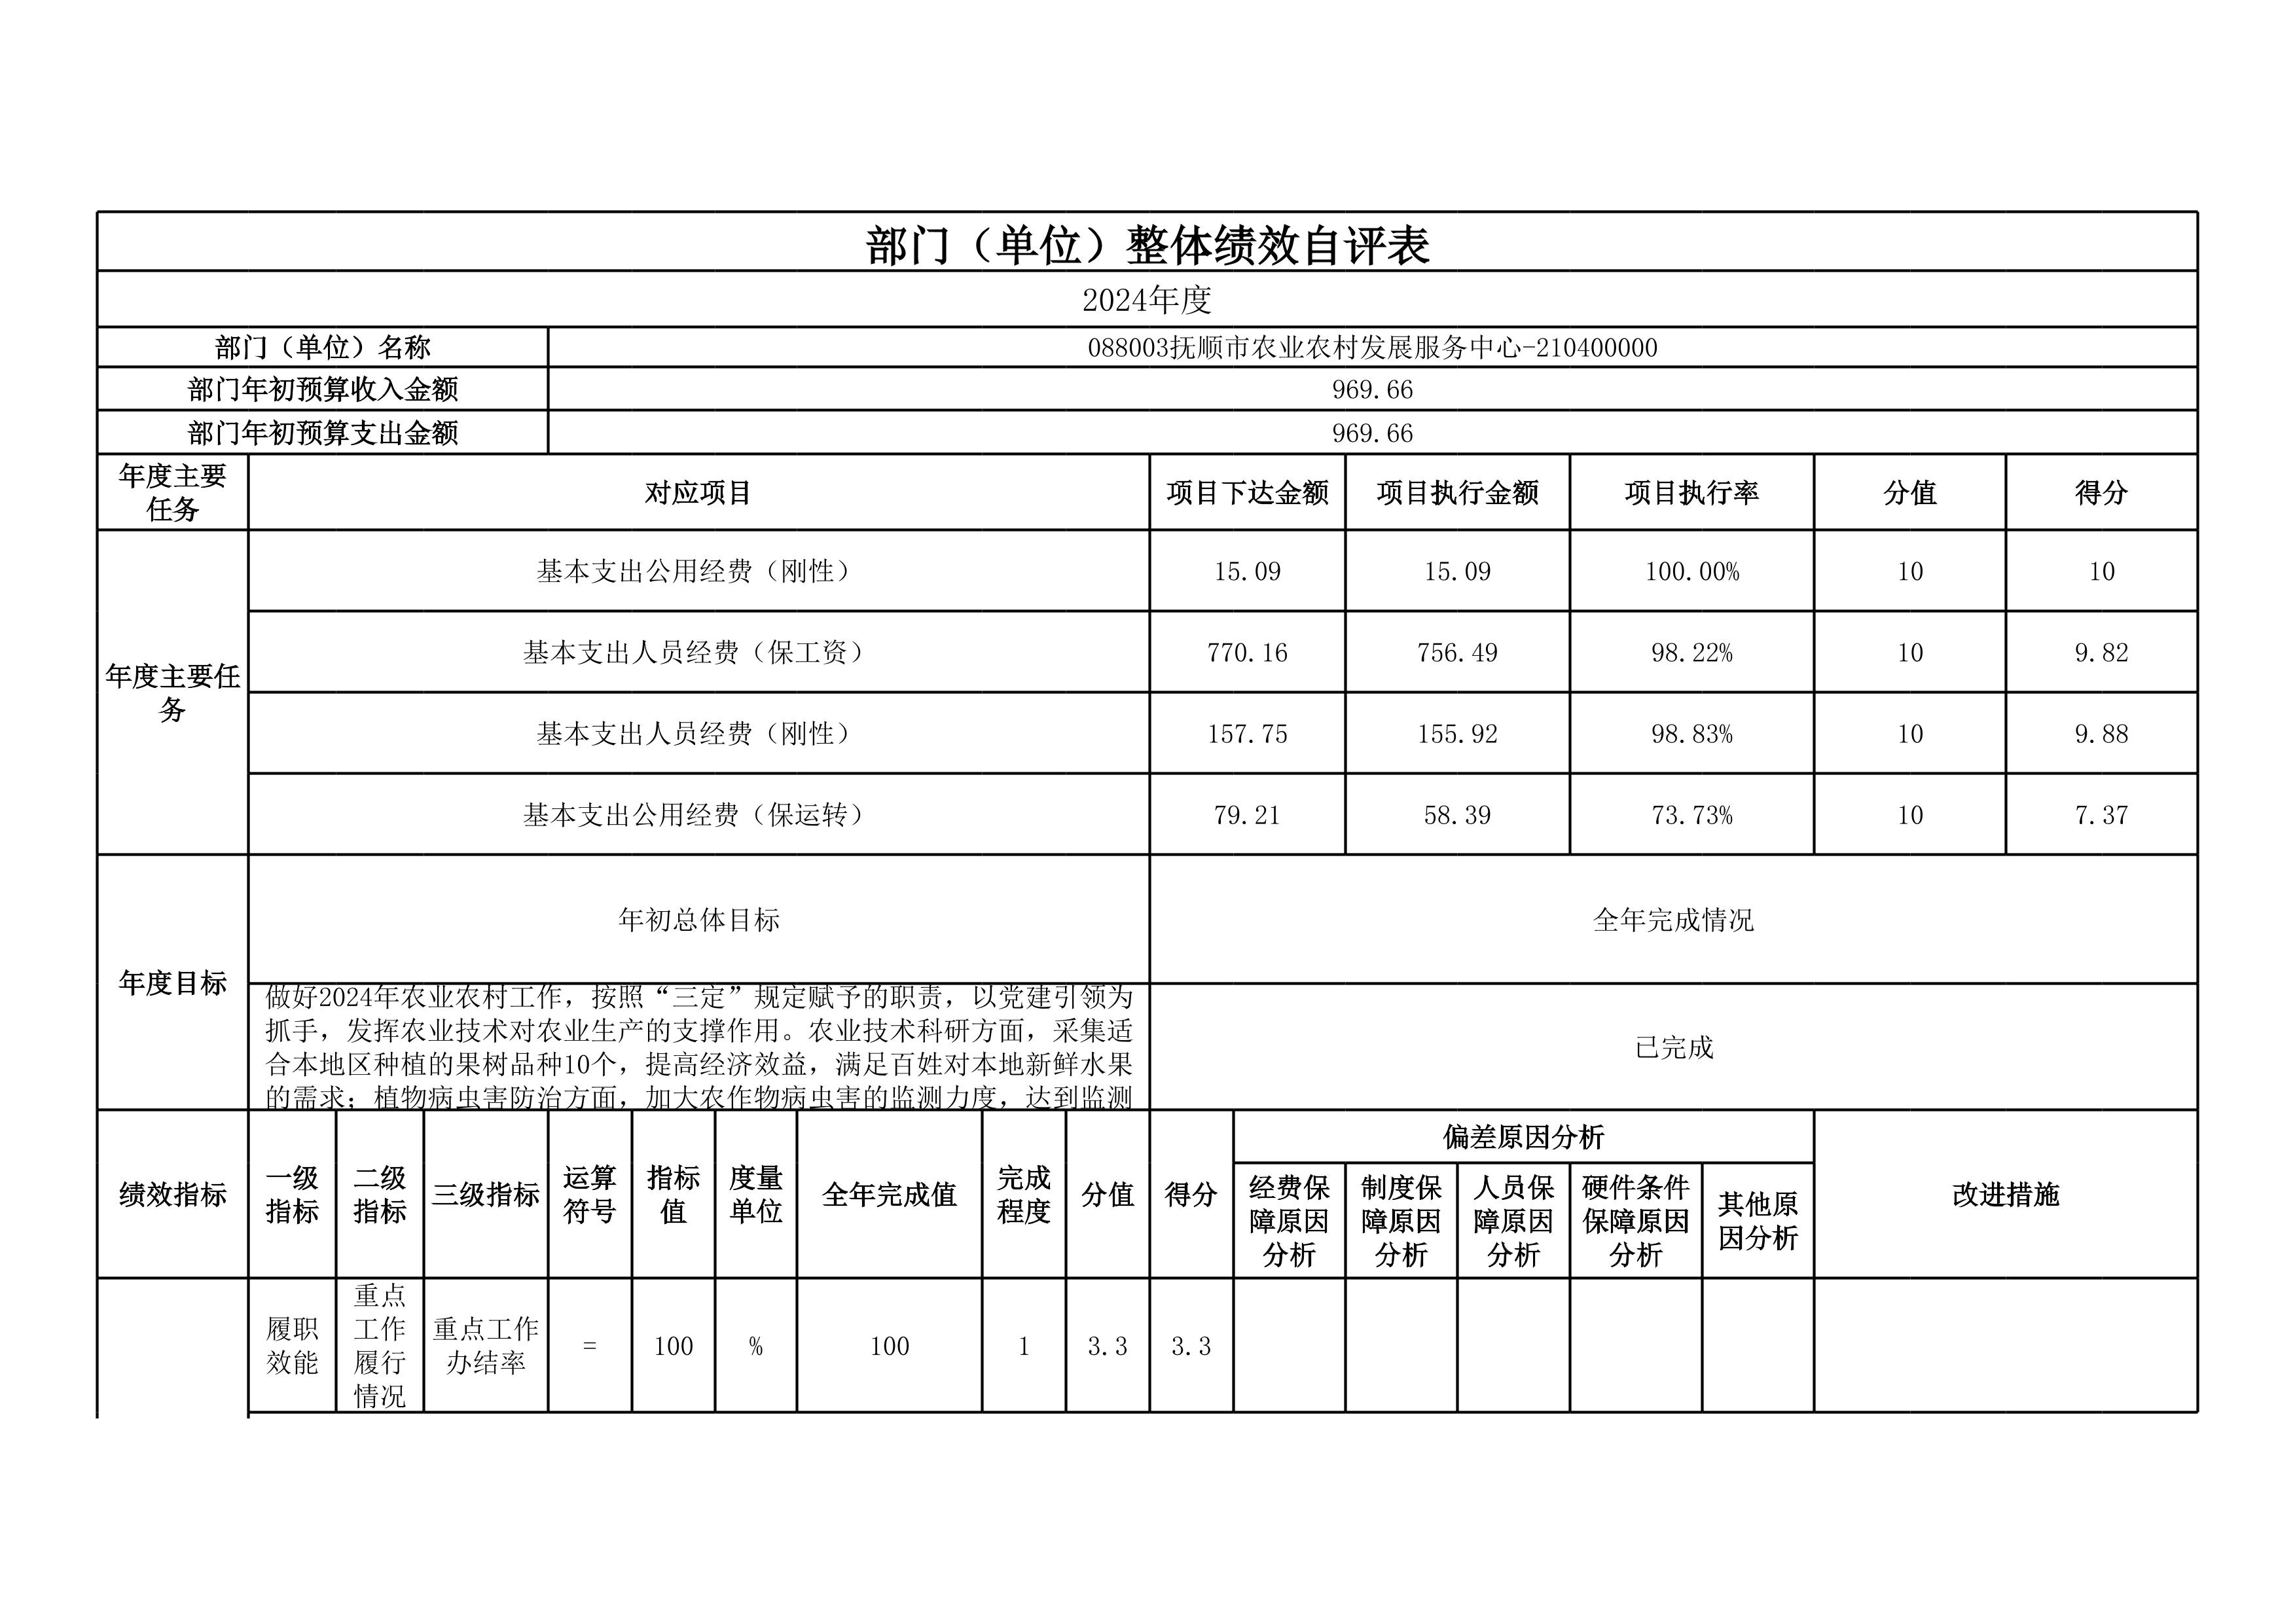 部门（单位）整体绩效自评表
2024年度
部门（单位）名称 088003抚顺市农业农村发展服务中心-210400000
部门年初预算收入金额 969.66
部门年初预算支出金额 969.66
年度主要
任务 对应项目 项目下达金额 项目执行金额 项目执行率 分值 得分
年度主要任
务
基本支出公用经费（刚性） 15.09 15.09 100.00% 10 10
基本支出人员经费（保工资） 770.16 756.49 98.22% 10 9.82
基本支出人员经费（刚性） 157.75 155.92 98.83% 10 9.88
基本支出公用经费（保运转） 79.21 58.39 73.73% 10 7.37
年度目标
年初总体目标 全年完成情况
做好2024年农业农村工作，按照“三定”规定赋予的职责，以党建引领为
抓手，发挥农业技术对农业生产的支撑作用。农业技术科研方面，采集适
合本地区种植的果树品种10个，提高经济效益，满足百姓对本地新鲜水果
的需求；植物病虫害防治方面，加大农作物病虫害的监测力度，达到监测
已完成
绩效指标
一级
指标
二级
指标
三级指标
运算
符号
指标
值
度量
单位
全年完成值
完成
程度
分值
得分
偏差原因分析
经费保
障原因
分析
制度保
障原因
分析
人员保
障原因
分析
硬件条件
保障原因
分析
其他原
因分析
改进措施
履职
效能
重点
工作
履行
情况
重点工作
办结率
= 100 % 100 1 3.3 3.3